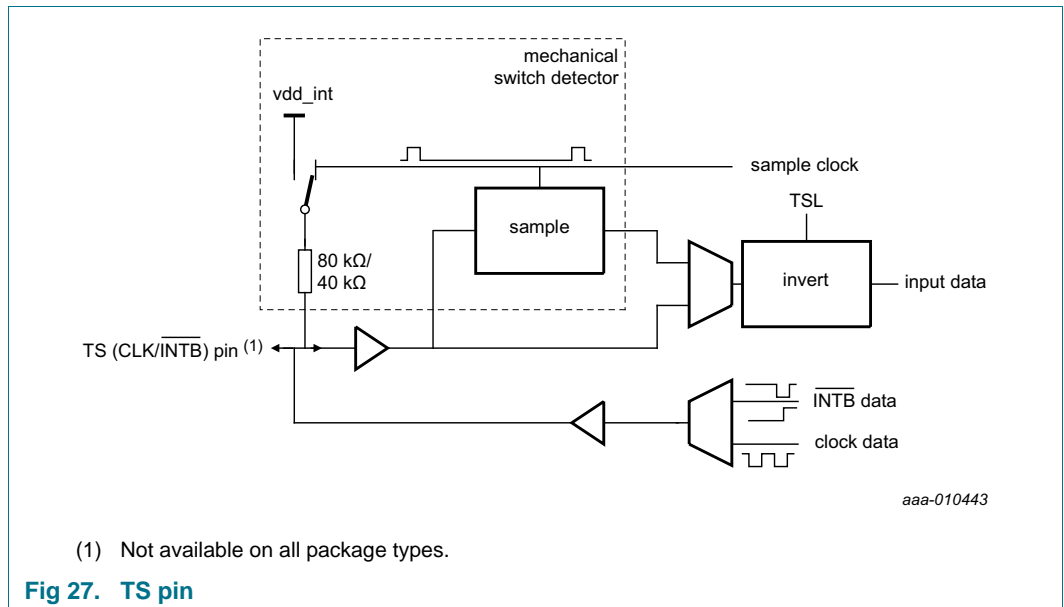 mechanical
switch detector
vdd_int
sample clock
TSL
sample
80 kΩ/
40 kΩ
invert
input data
TS (CLK/INTB) pin (1)
INTB data
clock data
aaa-010443
(1) Not available on all package types.
Fig 27. TS pin